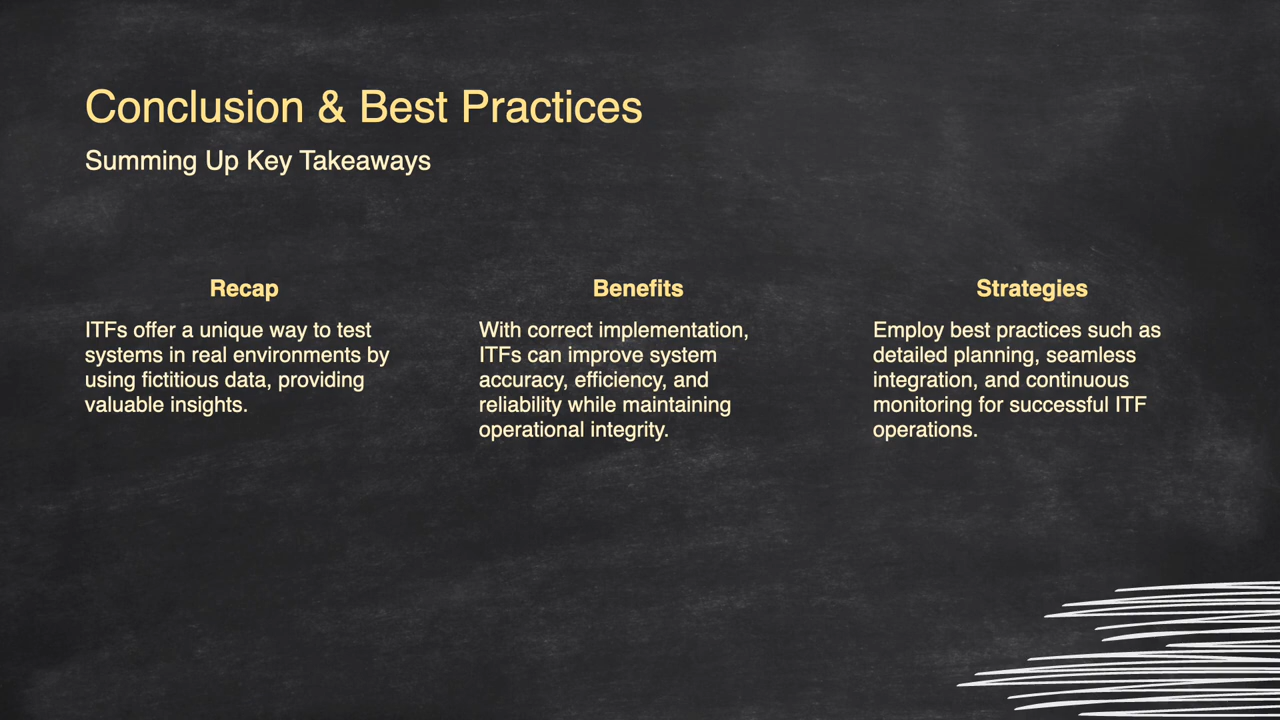 Conclusion & Best Practices
Summing Up Key Takeaways
Recap
ITFs offer a unique way to test
systems in real environments by
using fictitious data, providing
valuable insights.
Benefits
With correct implementation,
ITFs can improve system
accuracy, efficiency, and
reliability while maintaining
operational integrity.
Strategies
Employ best practices such as
detailed planning, seamless
integration, and continuous
monitoring for successful ITF
operations.